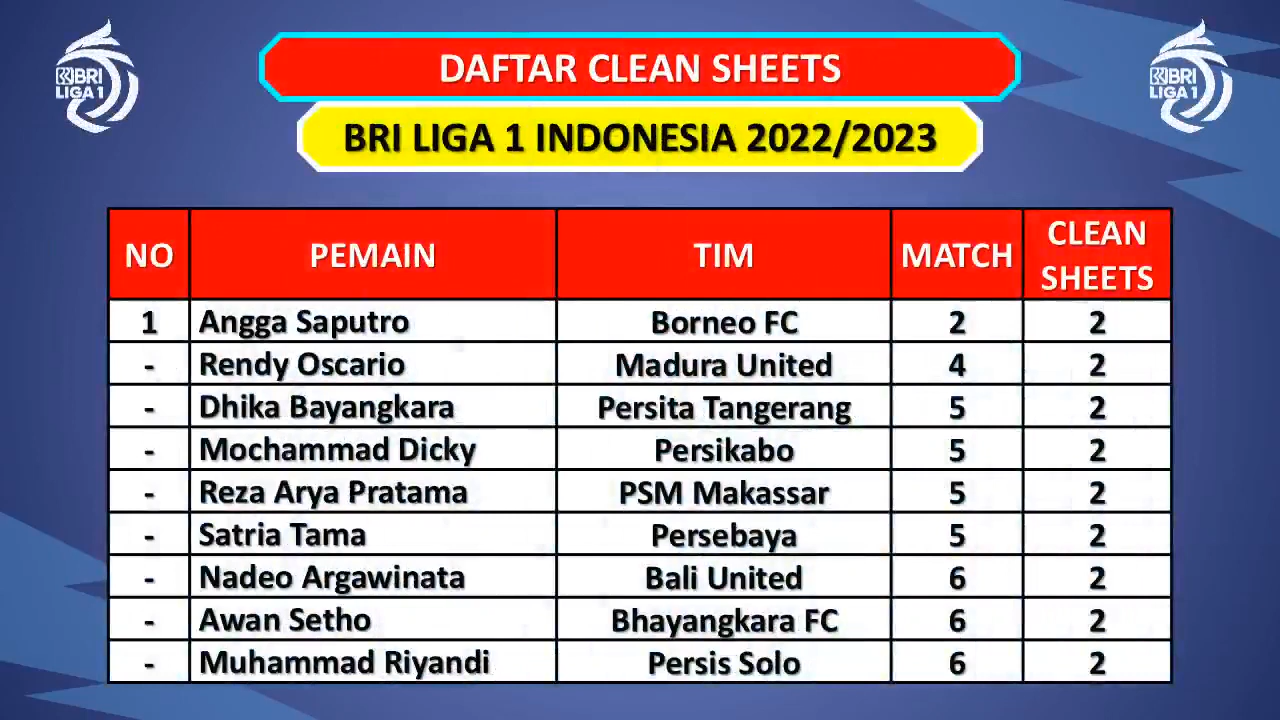 BRI
LIGA 1
DAFTAR CLEAN SHEETS
BRI LIGA 1 INDONESIA 2022/2023
BRI
LIGA 1
NO PEMAIN TIM MATCH CLEAN SHEETS
1 Angga Saputro Borneo FC 2 2
- Rendy Oscario Madura United 4 2
- Dhika Bayangkara Persita Tangerang 5 2
- Mochammad Dicky Persikabo 5 2
- Reza Arya Pratama PSM Makassar 5 2
- Satria Tama Persebaya 5 2
- Nadeo Argawinata Bali United 6 2
- Awan Setho Bhayangkara FC 6 2
- Muhammad Riyandi Persis Solo 6 2